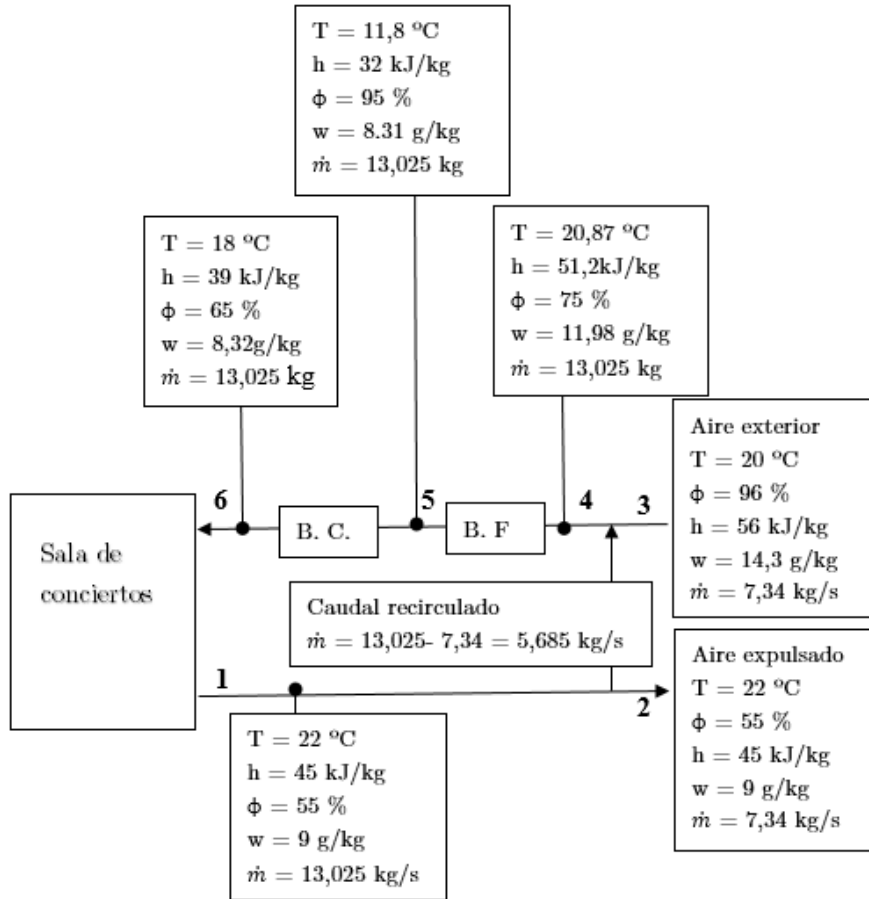 T = 11,8 ºC
h = 32 kJ/kg
ϕ = 95 %
w = 8.31 g/kg
ṁ = 13,025 kg
T = 18 ºC
h = 39 kJ/kg
ϕ = 65 %
w = 8,32g/kg
ṁ = 13,025 kg
T = 20,87 ºC
h = 51,2kJ/kg
ϕ = 75 %
w = 11,98 g/kg
ṁ = 13,025 kg
Aire exterior
T = 20 ºC
ϕ = 96 %
h = 56 kJ/kg
w = 14,3 g/kg
ṁ = 7,34 kg/s
6
B. C.
5
B. F
4
3
Sala de
conciertos
Caudal recirculado
ṁ = 13,025- 7,34 = 5,685 kg/s
1
2
Aire expulsado
T = 22 ºC
ϕ = 55 %
h = 45 kJ/kg
w = 9 g/kg
ṁ = 7,34 kg/s
T = 22 ºC
h = 45 kJ/kg
ϕ = 55 %
w = 9 g/kg
ṁ = 13,025 kg/s